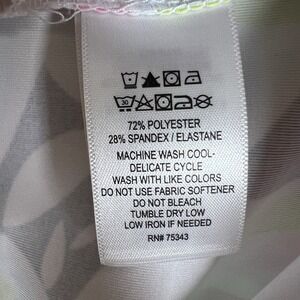 72% POLYESTER
28% SPANDEX / ELASTANE
MACHINE WASH COOL-
DELICATE CYCLE
WASH WITH LIKE COLORS
DO NOT USE FABRIC SOFTENER
DO NOT BLEACH
TUMBLE DRY LOW
LOW IRON IF NEEDED
RN# 75343